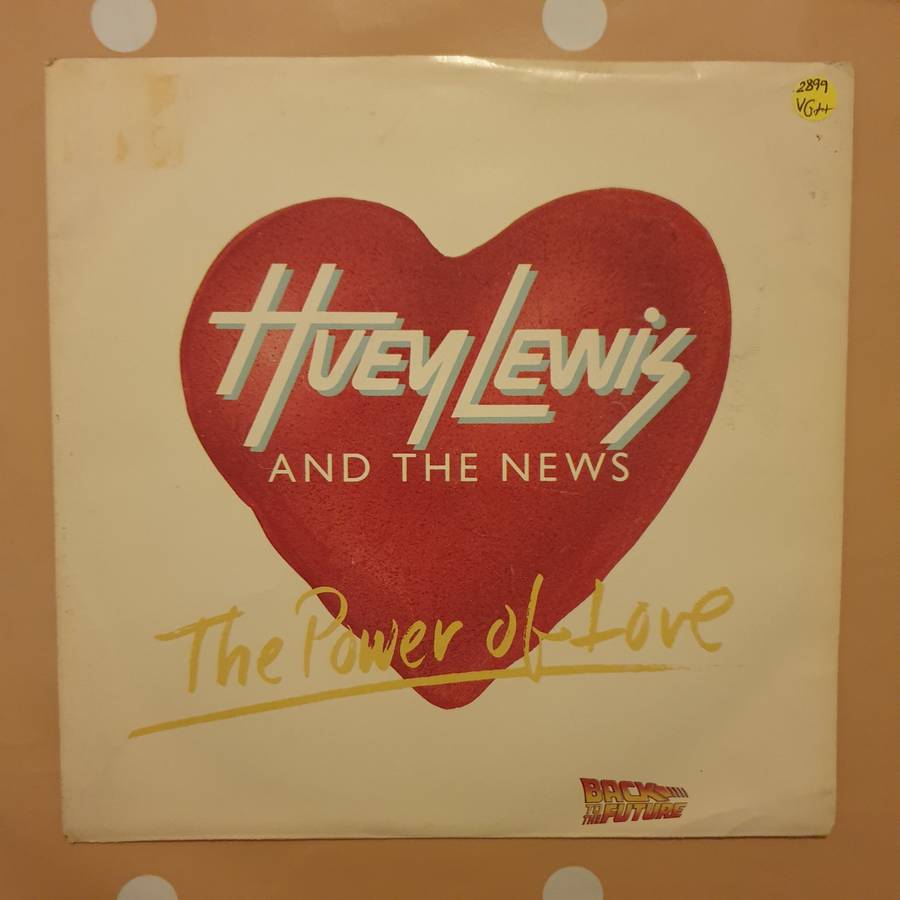 2899
VG++
Huey Lewis
AND THE NEWS
The Power of Love
BACK
TO THE FUTURE